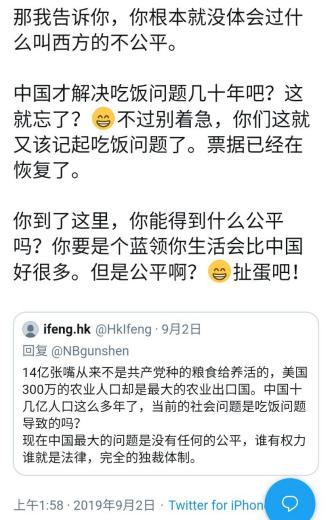 那我告诉你，你根本就没体会过什
么叫西方的不公平。
中国才解决吃饭问题几十年吧？这
就忘了？😁不过别着急，你们这就
又该记起吃饭问题了。票据已经在
恢复了。
你到了这里，你能得到什么公平
吗？你要是个蓝领你生活会比中国
好很多。但是公平啊？😁扯蛋吧！
ifeng.hk @HkIfeng · 9月2日
回复 @NBgunshen
14亿张嘴从来不是共产党种的粮食给养活的，美国
300万的农业人口却是最大的农业出口国。中国十
几亿人口这么多年了，当前的社会问题是吃饭问题
导致的吗？
现在中国最大的问题是没有任何的公平，谁有权力
谁就是法律，完全的独裁体制。
上午1:58 · 2019年9月2日 · Twitter for iPhon